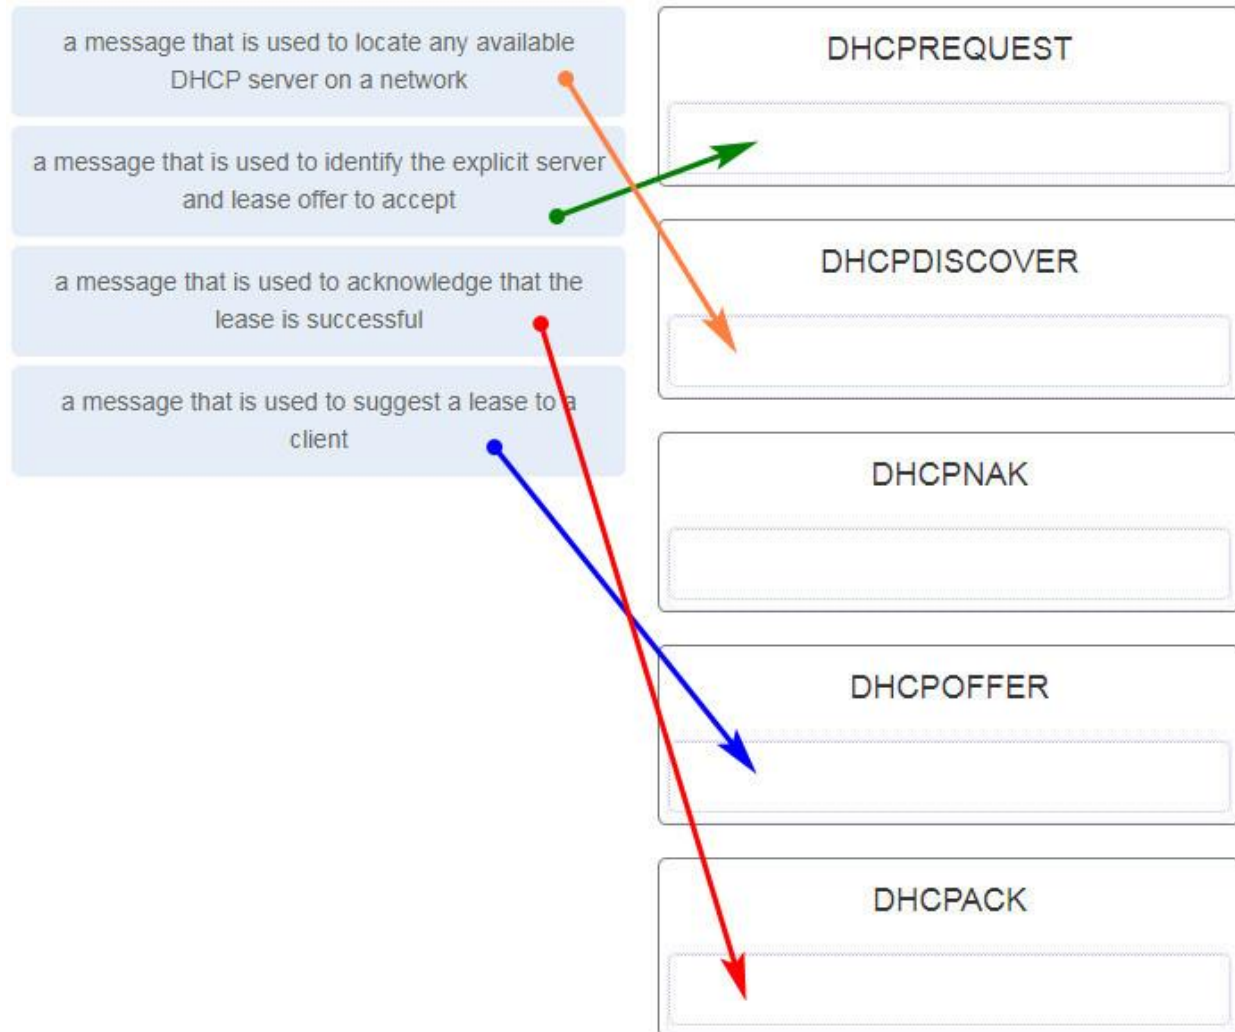 a message that is used to locate any available
DHCP server on a network
a message that is used to identify the explicit server
and lease offer to accept
a message that is used to acknowledge that the
lease is successful
a message that is used to suggest a lease to a
client
DHCPREQUEST
DHCPDISCOVER
DHCPNAK
DHCPOFFER
DHCPACK